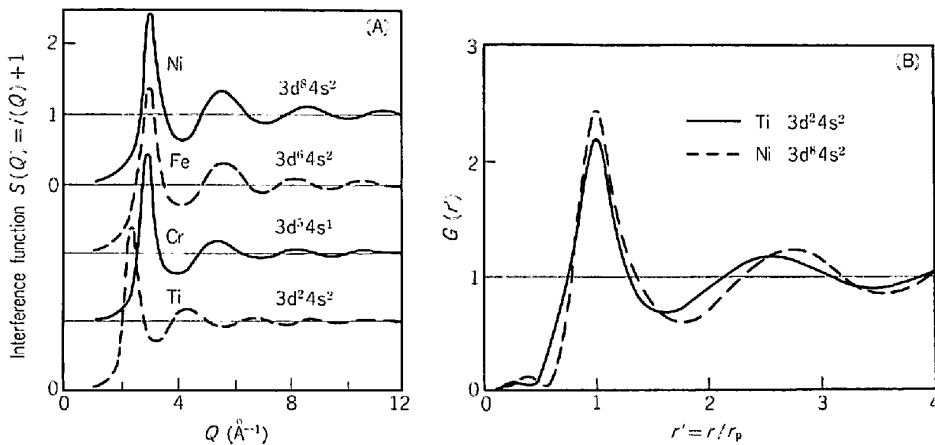 (A)
2
1
0
0
Ni
3d⁸4s²
Fe
3d⁶4s²
Cr
3d⁵4s¹
Ti
3d²4s²
Interference function S(Q) = i(Q) + 1
0 4 8 12
Q (Å⁻¹)
(B)
3
2
1
0
G (r')
Ti 3d²4s²
Ni 3d⁸4s²
0 1 2 3 4
r' = r/rₚ